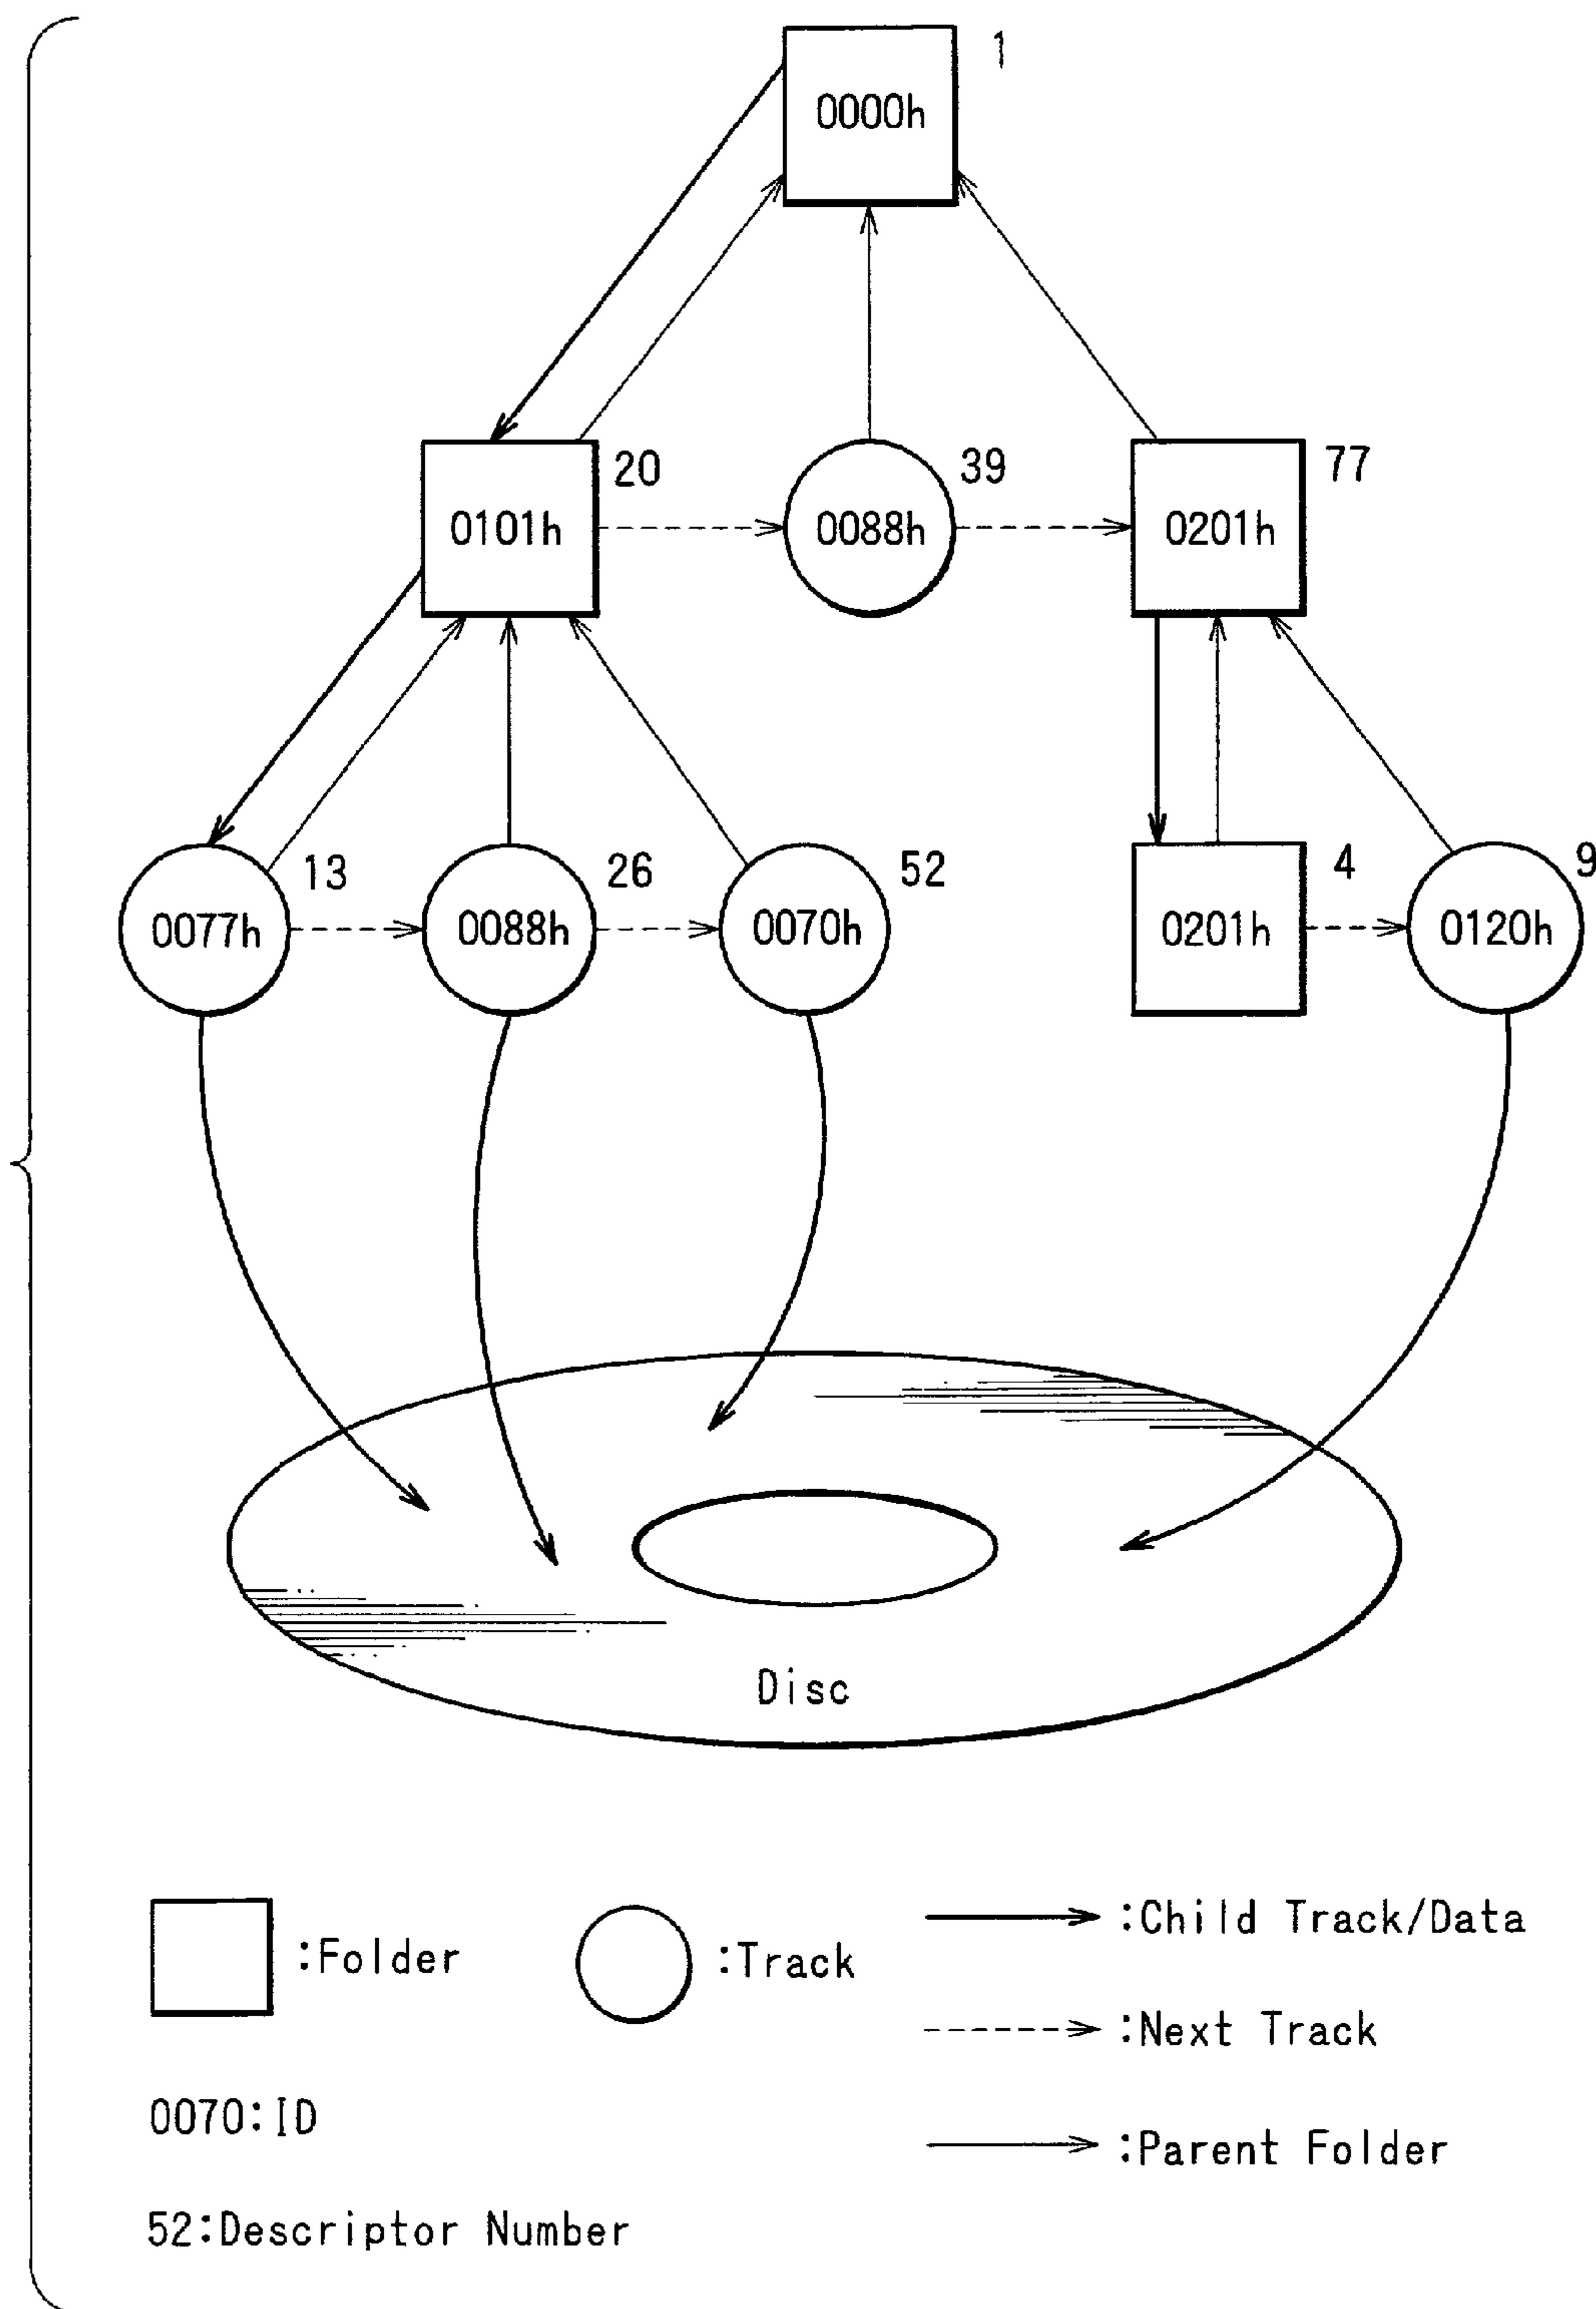 1
0000h
20
39
77
0101h
0088h
0201h
13
26
52
4
9
0077h
0088h
0070h
0201h
0120h
Disc
:Folder
:Track
:Child Track/Data
:Next Track
0070:ID
:Parent Folder
52:Descriptor Number